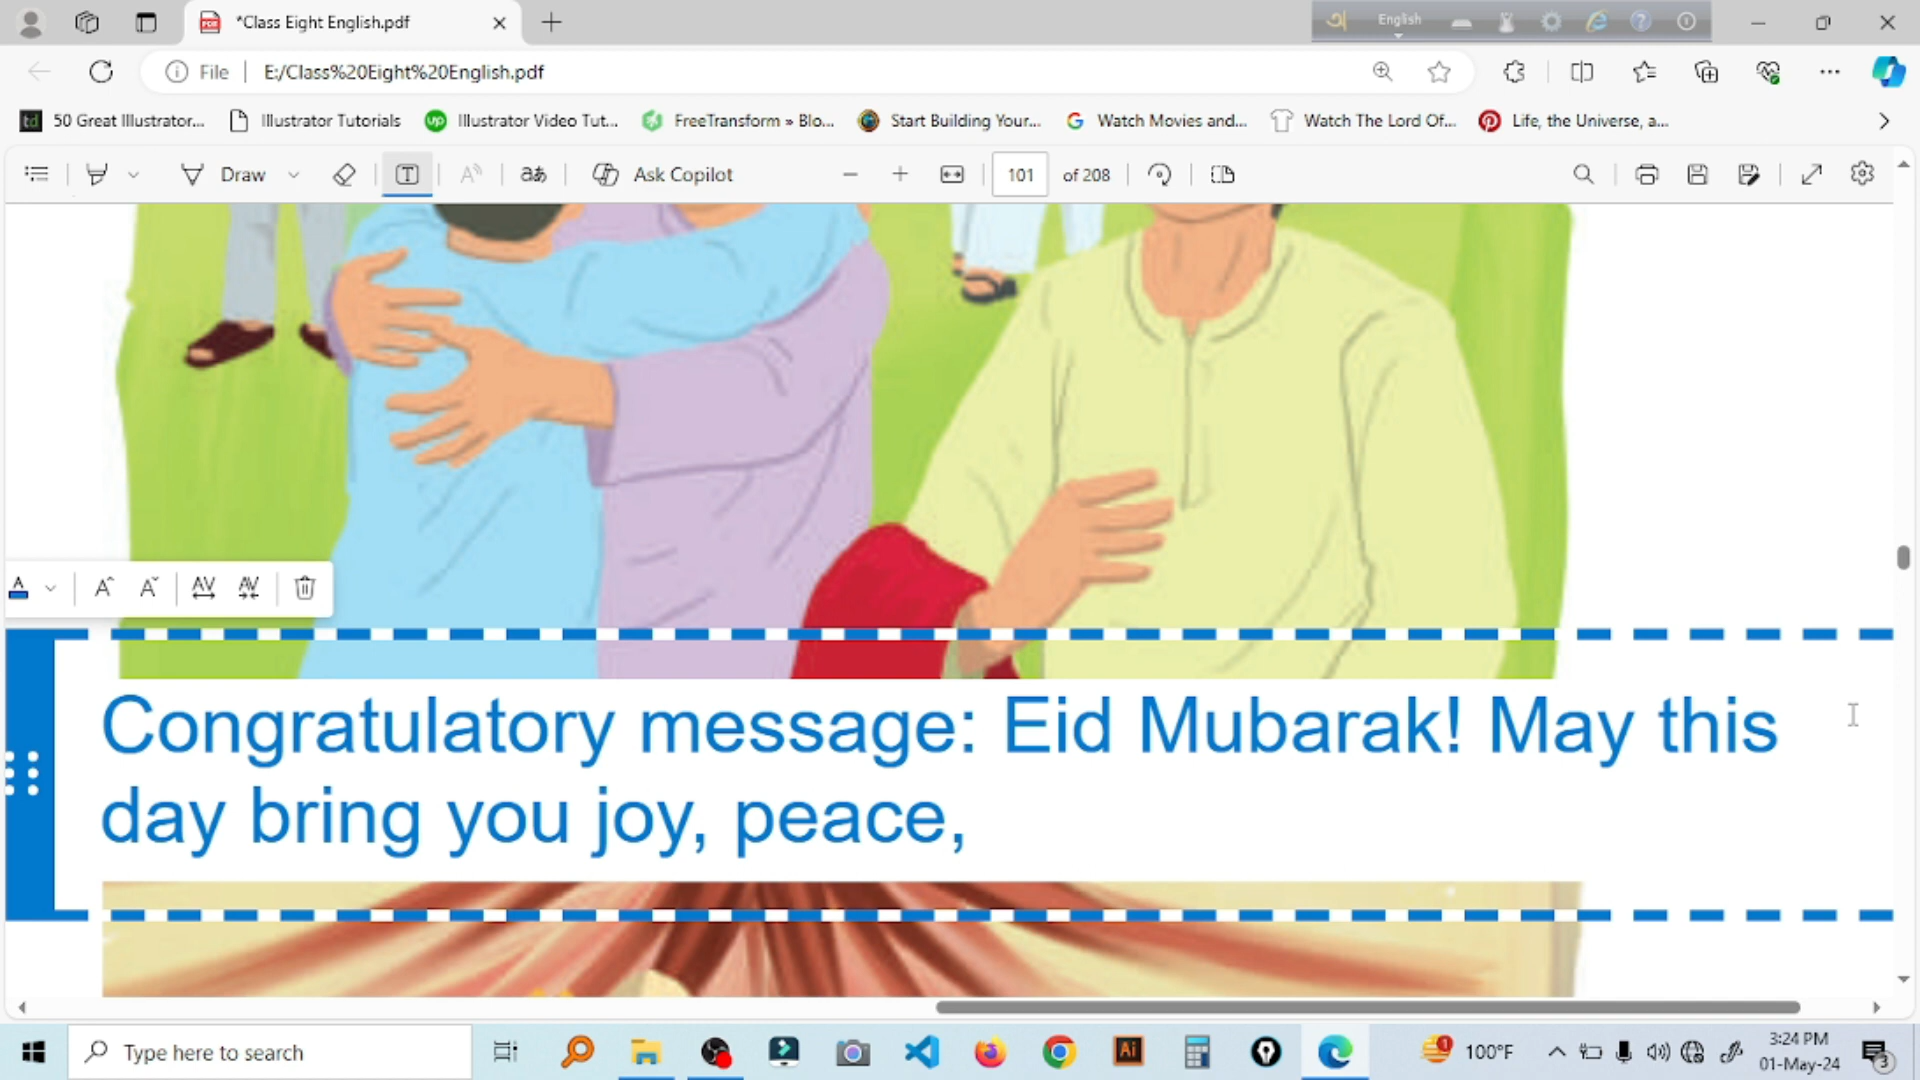 *Class Eight English.pdf
English
File
E:/Class%20Eight%20English.pdf
50 Great Illustrator...
Illustrator Tutorials
Illustrator Video Tut...
FreeTransform » Blo...
Start Building Your...
Watch Movies and...
Watch The Lord Of...
Life, the Universe, a...
Draw
Ask Copilot
101 of 208
Congratulatory message: Eid Mubarak! May this
day bring you joy, peace,
Type here to search
100°F
3:24 PM
01-May-24